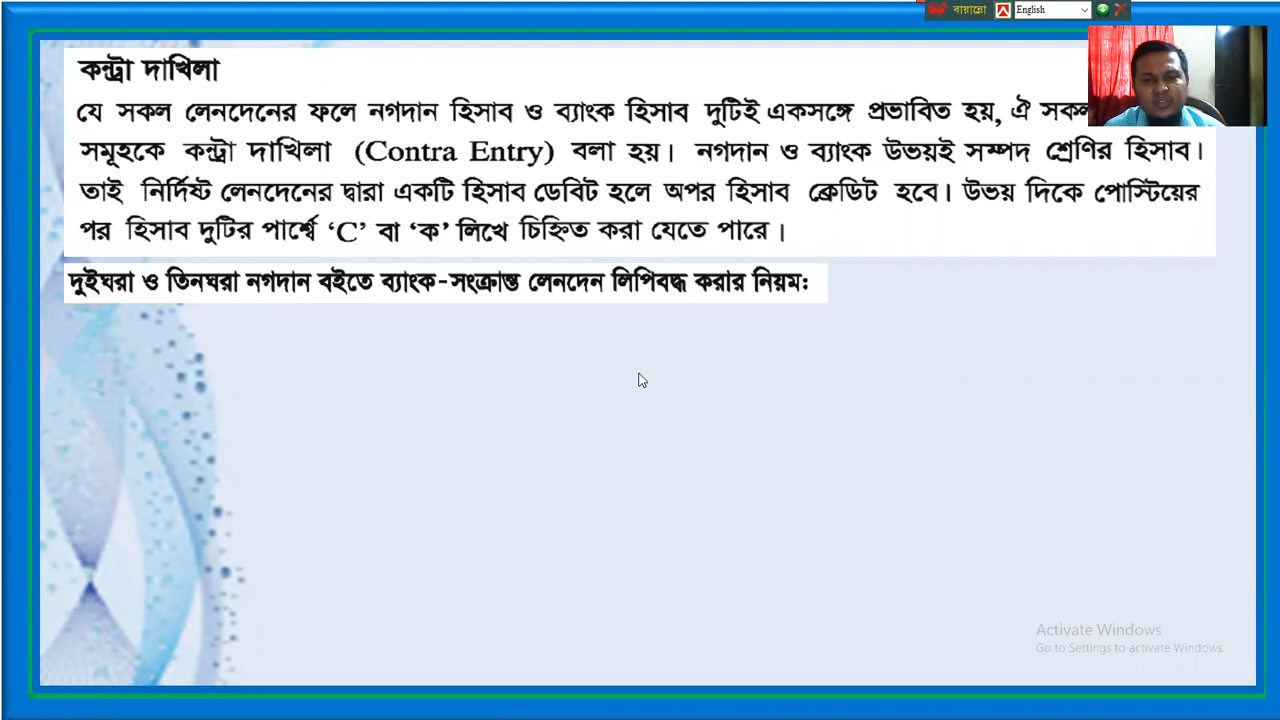 বায়ান্নো English
কন্ট্রা দাখিলা
যে সকল লেনদেনের ফলে নগদান হিসাব ও ব্যাংক হিসাব দুটিই একসঙ্গে প্রভাবিত হয়, ঐ সকল
সমূহকে কন্ট্রা দাখিলা (Contra Entry) বলা হয়। নগদান ও ব্যাংক উভয়ই সম্পদ শ্রেণির হিসাব।
তাই নির্দিষ্ট লেনদেনের দ্বারা একটি হিসাব ডেবিট হলে অপর হিসাব ক্রেডিট হবে। উভয় দিকে পোস্টিয়ের
পর হিসাব দুটির পার্শ্বে ‘C’ বা ‘ক’ লিখে চিহ্নিত করা যেতে পারে।
দুইঘরা ও তিনঘরা নগদান বইতে ব্যাংক-সংক্রান্ত লেনদেন লিপিবদ্ধ করার নিয়ম:
Activate Windows
Go to Settings to activate Windows.